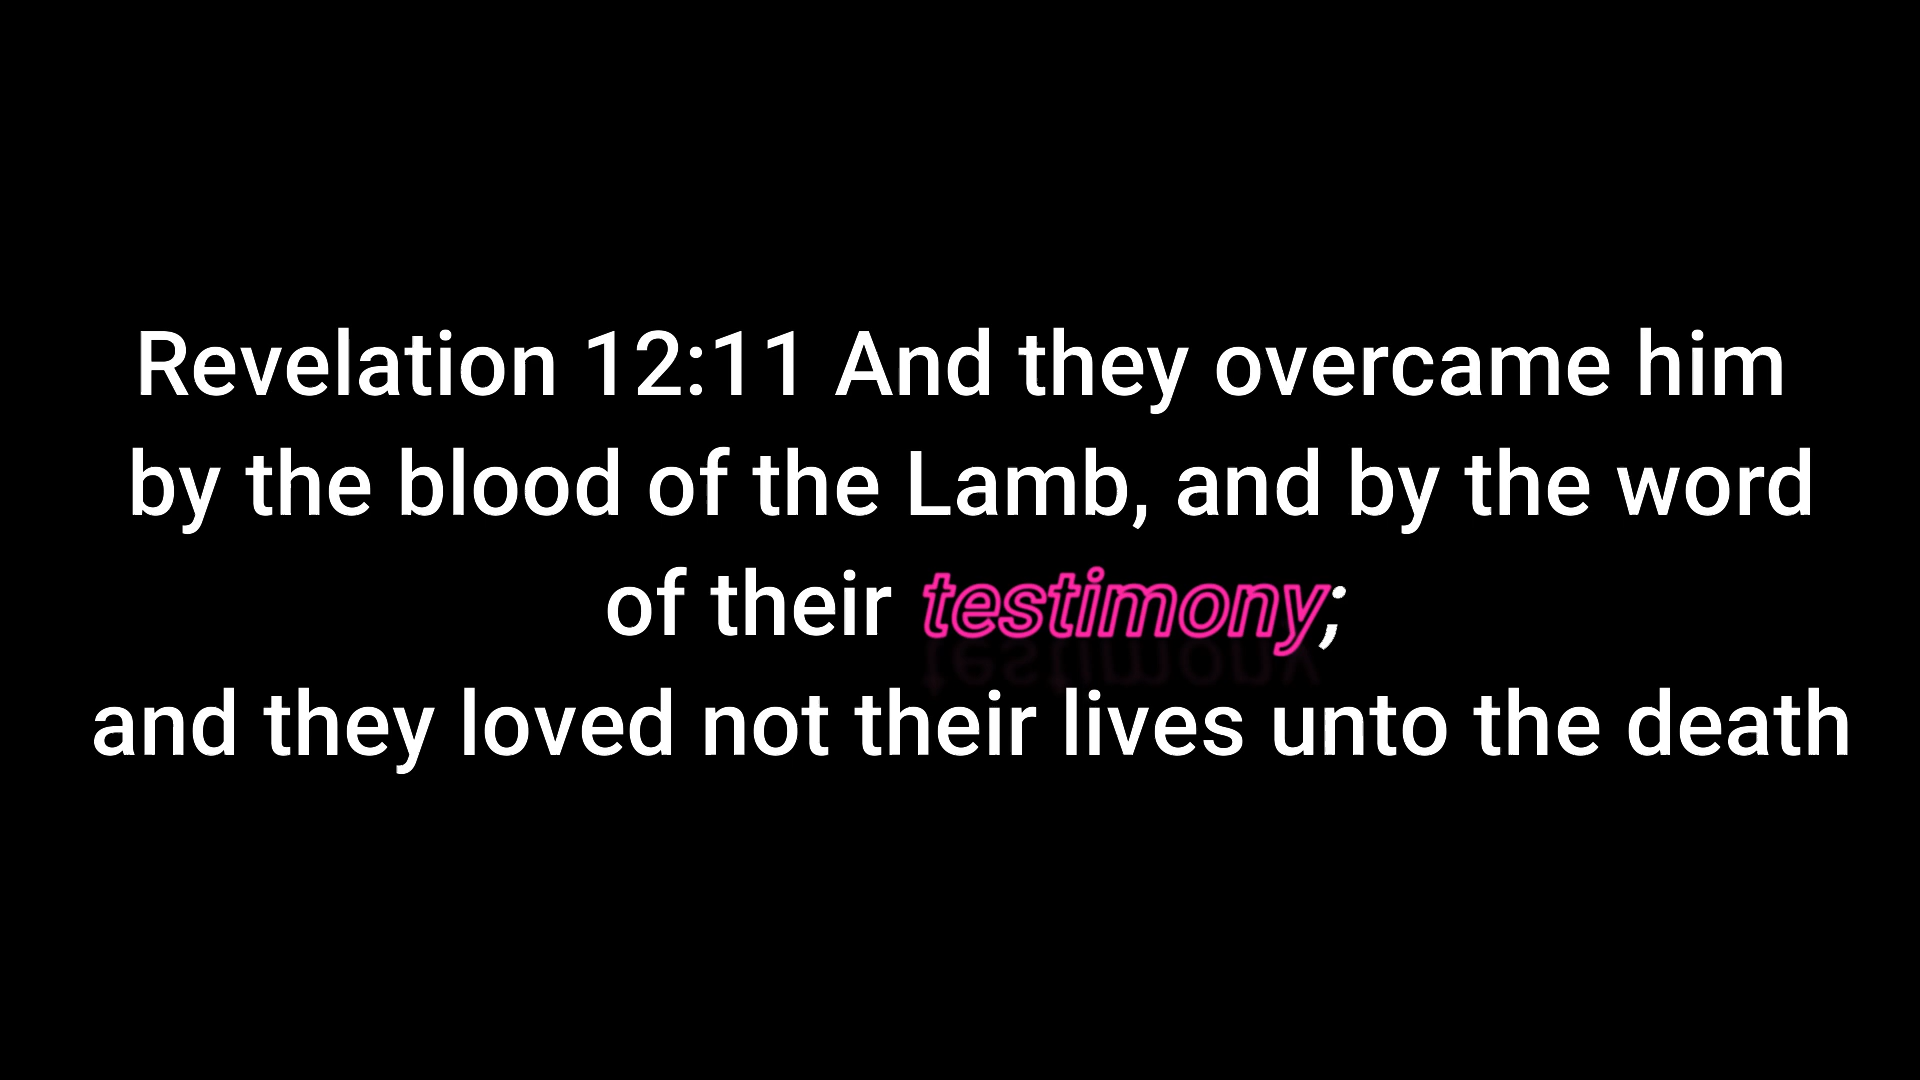 Revelation 12:11 And they overcame him
by the blood of the Lamb, and by the word
of their testimony;
and they loved not their lives unto the death